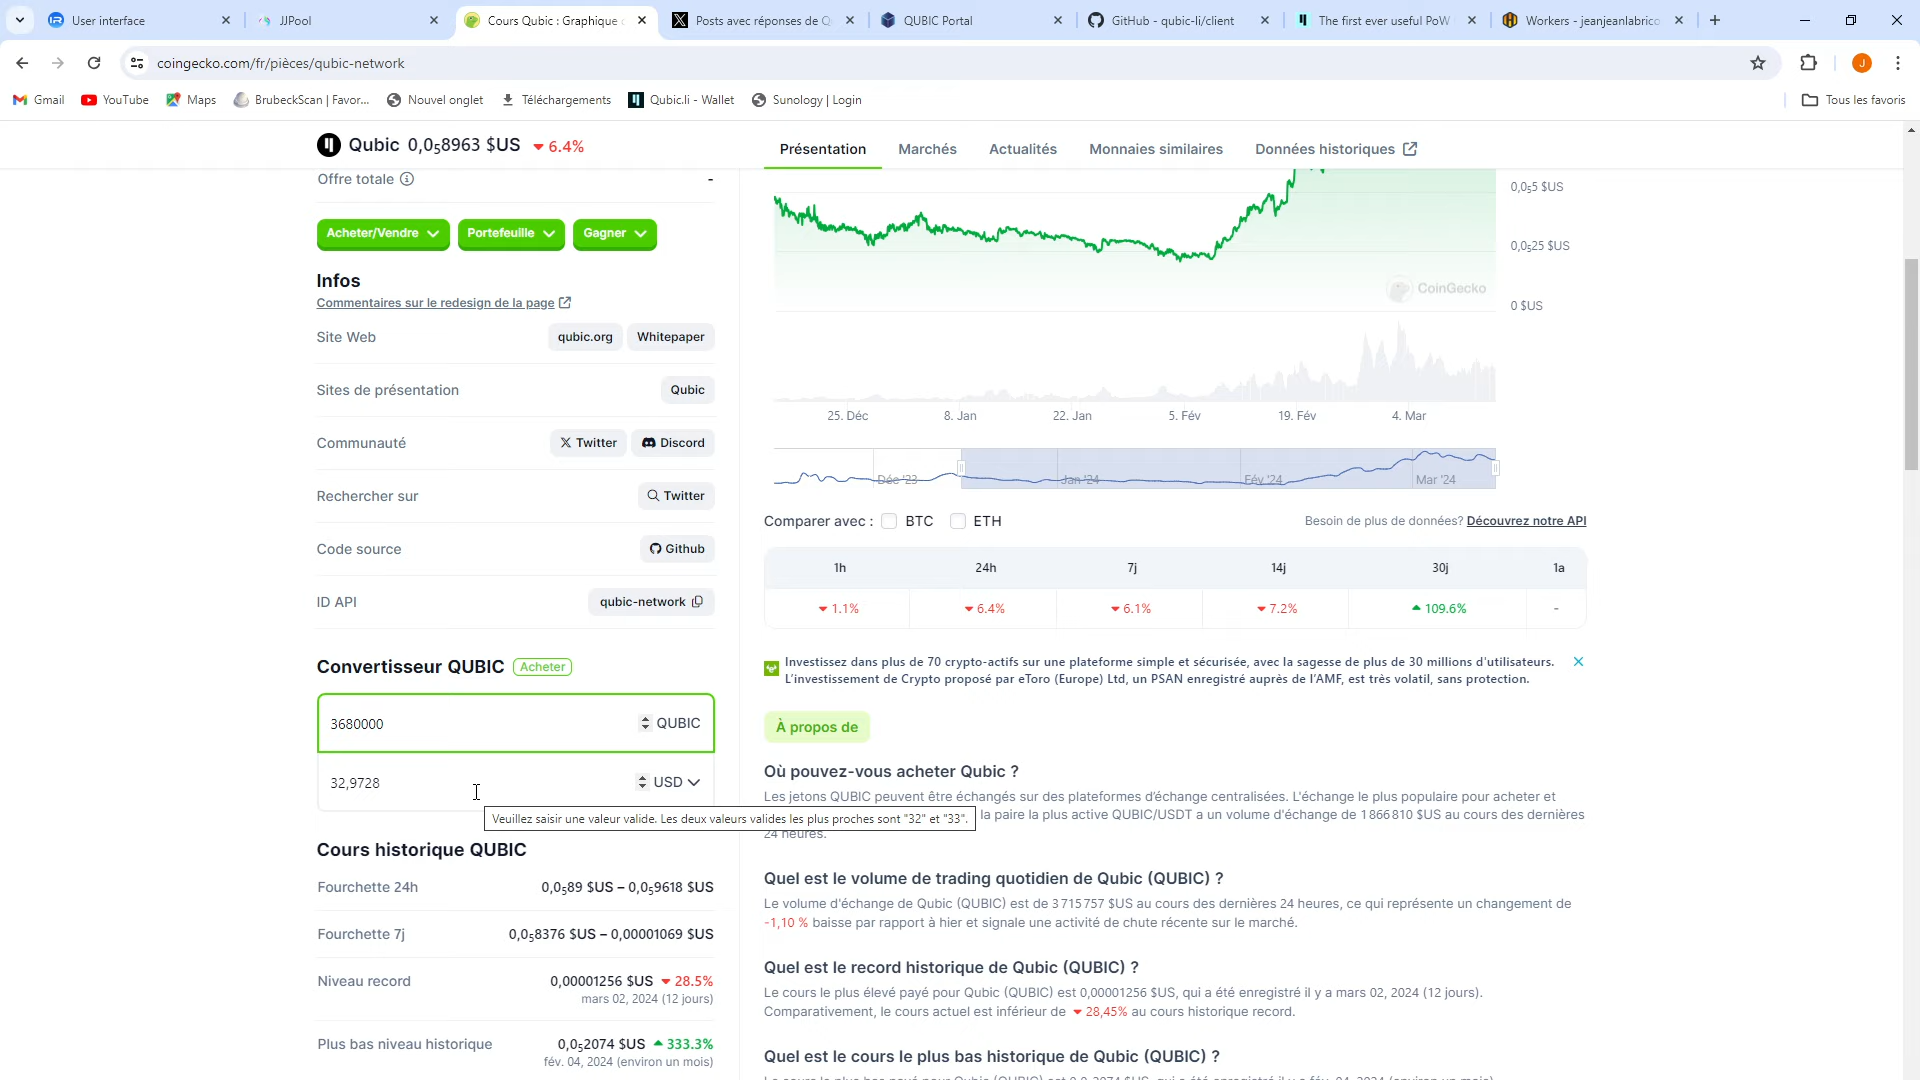 User interface
JJPool
Cours Qubic : Graphique
Posts avec réponses de Q
QUBIC Portal
GitHub - qubic-li/client
The first ever useful PoW
Workers - jeanjeanlabrico
coingecko.com/fr/pièces/qubic-network
J
Gmail
YouTube
Maps
BrubeckScan | Favor...
Nouvel onglet
Téléchargements
Qubic.li - Wallet
Sunology | Login
Tous les favoris
Qubic 0,0₅8963 $US 6.4%
Présentation
Marchés
Actualités
Monnaies similaires
Données historiques
Offre totale -
Acheter/Vendre
Portefeuille
Gagner
Infos
Commentaires sur le redesign de la page
Site Web qubic.org Whitepaper
Sites de présentation Qubic
Communauté Twitter Discord
Rechercher sur Twitter
Code source Github
ID API qubic-network
Convertisseur QUBIC Acheter
3680000 QUBIC
32,9728 USD
Veuillez saisir une valeur valide. Les deux valeurs valides les plus proches sont "32" et "33".
Cours historique QUBIC
Fourchette 24h 0,0₅89 $US – 0,0₅9618 $US
Fourchette 7j 0,0₅8376 $US – 0,00001069 $US
Niveau record 0,00001256 $US 28.5%
mars 02, 2024 (12 jours)
Plus bas niveau historique 0,0₅2074 $US 333.3%
fév. 04, 2024 (environ un mois)
0,0₅5 $US
0,0₅25 $US
CoinGecko
0 $US
25. Déc 8. Jan 22. Jan 5. Fév 19. Fév 4. Mar
Déc '23 Jan '24 Fév '24 Mar '24
Comparer avec : BTC ETH
Besoin de plus de données? Découvrez notre API
1h 24h 7j 14j 30j 1a
1.1% 6.4% 6.1% 7.2% 109.6% -
Investissez dans plus de 70 crypto-actifs sur une plateforme simple et sécurisée, avec la sagesse de plus de 30 millions d'utilisateurs.
L'investissement de Crypto proposé par eToro (Europe) Ltd, un PSAN enregistré auprès de l'AMF, est très volatil, sans protection.
À propos de
Où pouvez-vous acheter Qubic ?
Les jetons QUBIC peuvent être échangés sur des plateformes d'échange centralisées. L'échange le plus populaire pour acheter et
la paire la plus active QUBIC/USDT a un volume d'échange de 1 866 810 $US au cours des dernières
24 heures.
Quel est le volume de trading quotidien de Qubic (QUBIC) ?
Le volume d'échange de Qubic (QUBIC) est de 3 715 757 $US au cours des dernières 24 heures, ce qui représente un changement de
-1,10 % baisse par rapport à hier et signale une activité de chute récente sur le marché.
Quel est le record historique de Qubic (QUBIC) ?
Le cours le plus élevé payé pour Qubic (QUBIC) est 0,00001256 $US, qui a été enregistré il y a mars 02, 2024 (12 jours).
Comparativement, le cours actuel est inférieur de 28,45% au cours historique record.
Quel est le cours le plus bas historique de Qubic (QUBIC) ?